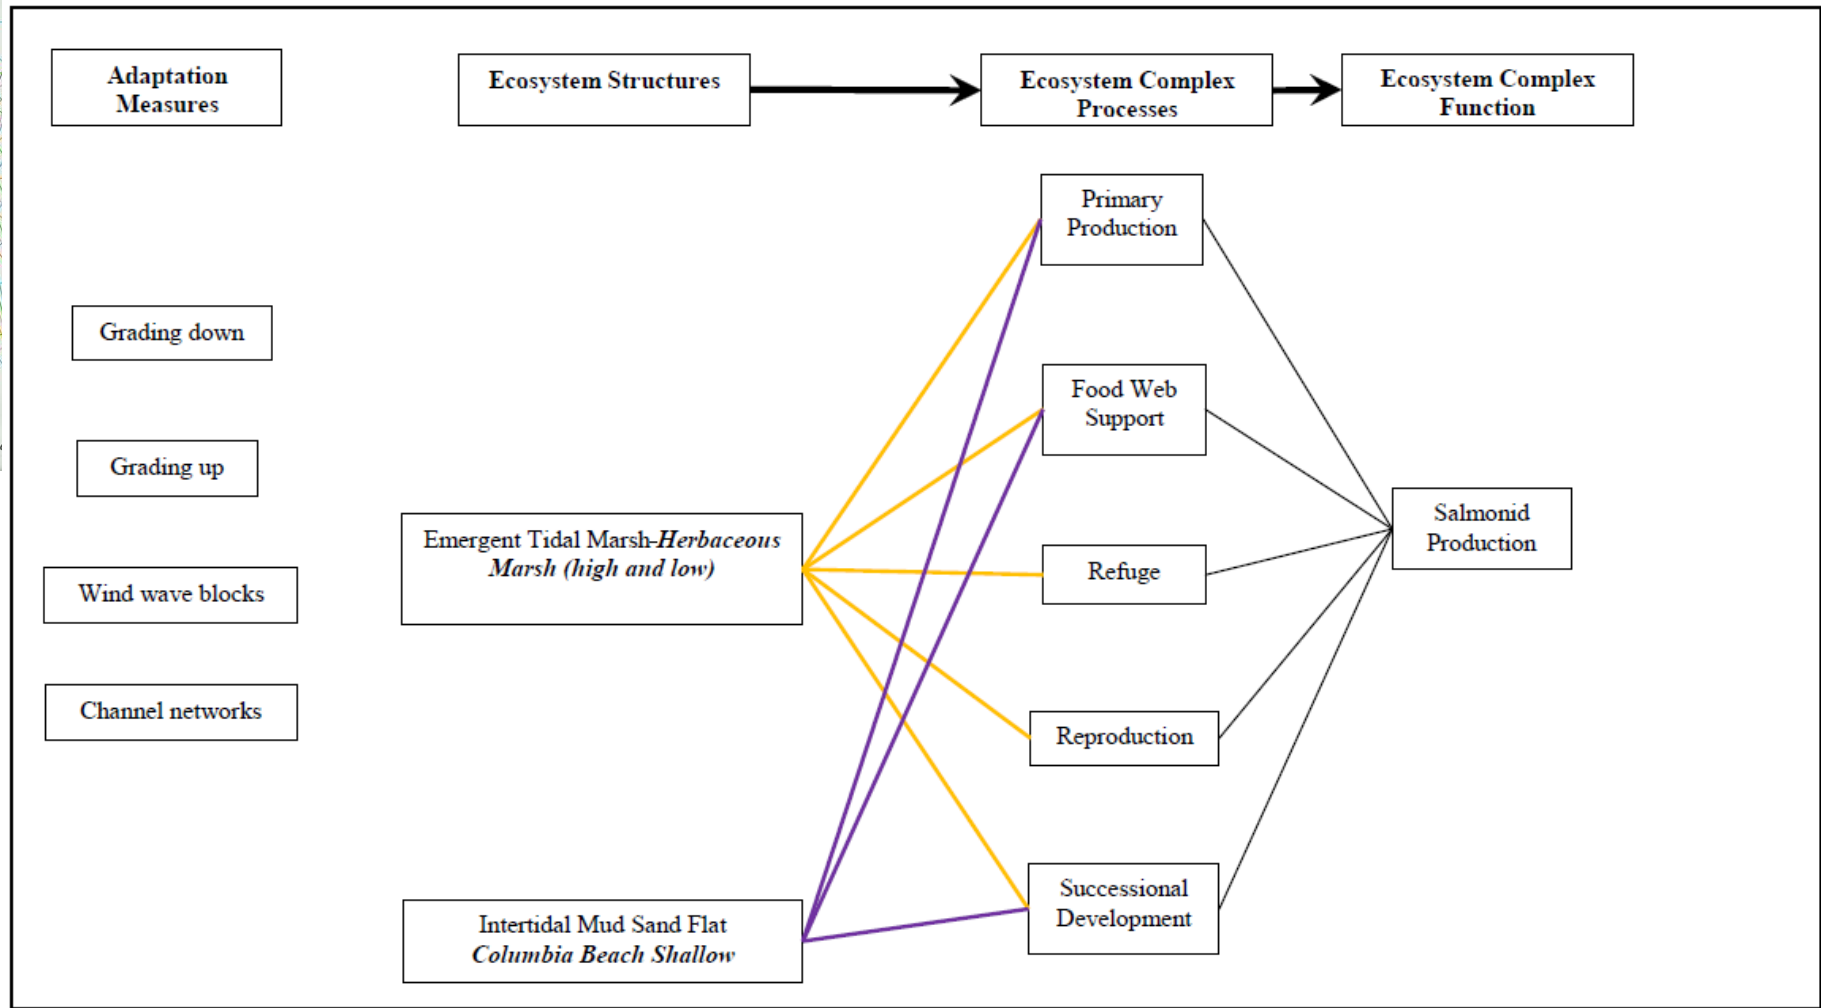 Adaptation
Measures
Ecosystem Structures
Ecosystem Complex
Processes
Ecosystem Complex
Function
Grading down
Grading up
Wind wave blocks
Channel networks
Emergent Tidal Marsh-Herbaceous
Marsh (high and low)
Intertidal Mud Sand Flat
Columbia Beach Shallow
Primary
Production
Food Web
Support
Refuge
Reproduction
Successional
Development
Salmonid
Production